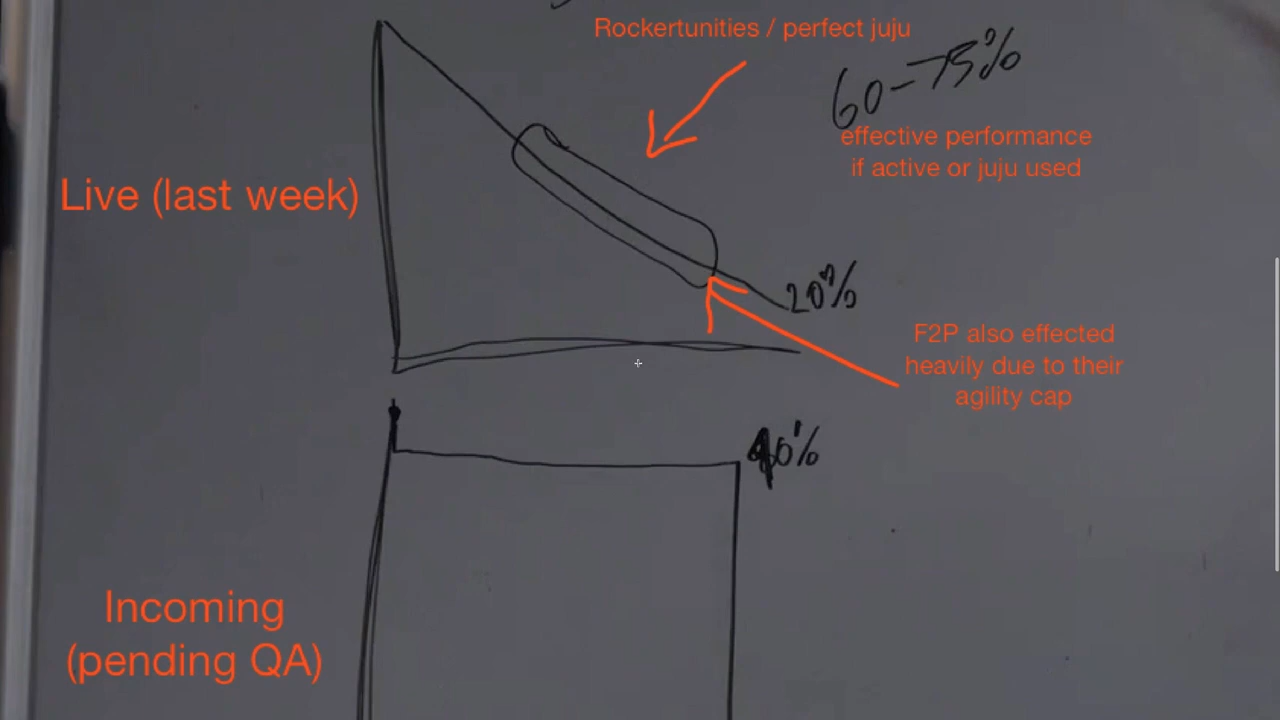 Rockertunities / perfect juju
60-75%
effective performance
if active or juju used
Live (last week)
20%
F2P also effected
heavily due to their
agility cap
90%
Incoming
(pending QA)